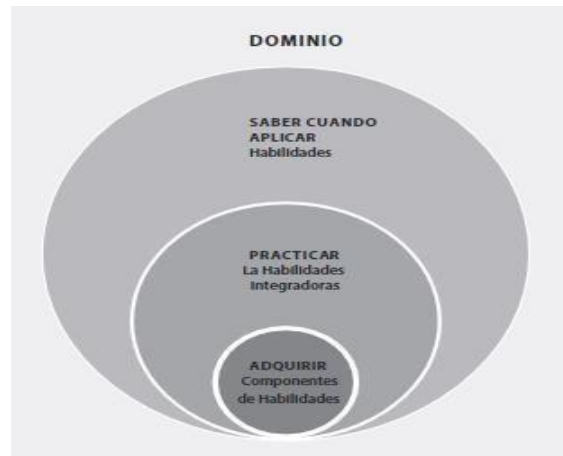 DOMINIO
SABER CUANDO
APLICAR
Habilidades
PRACTICAR
La Habilidades
Integradoras
ADQUIRIR
Componentes
de Habilidades